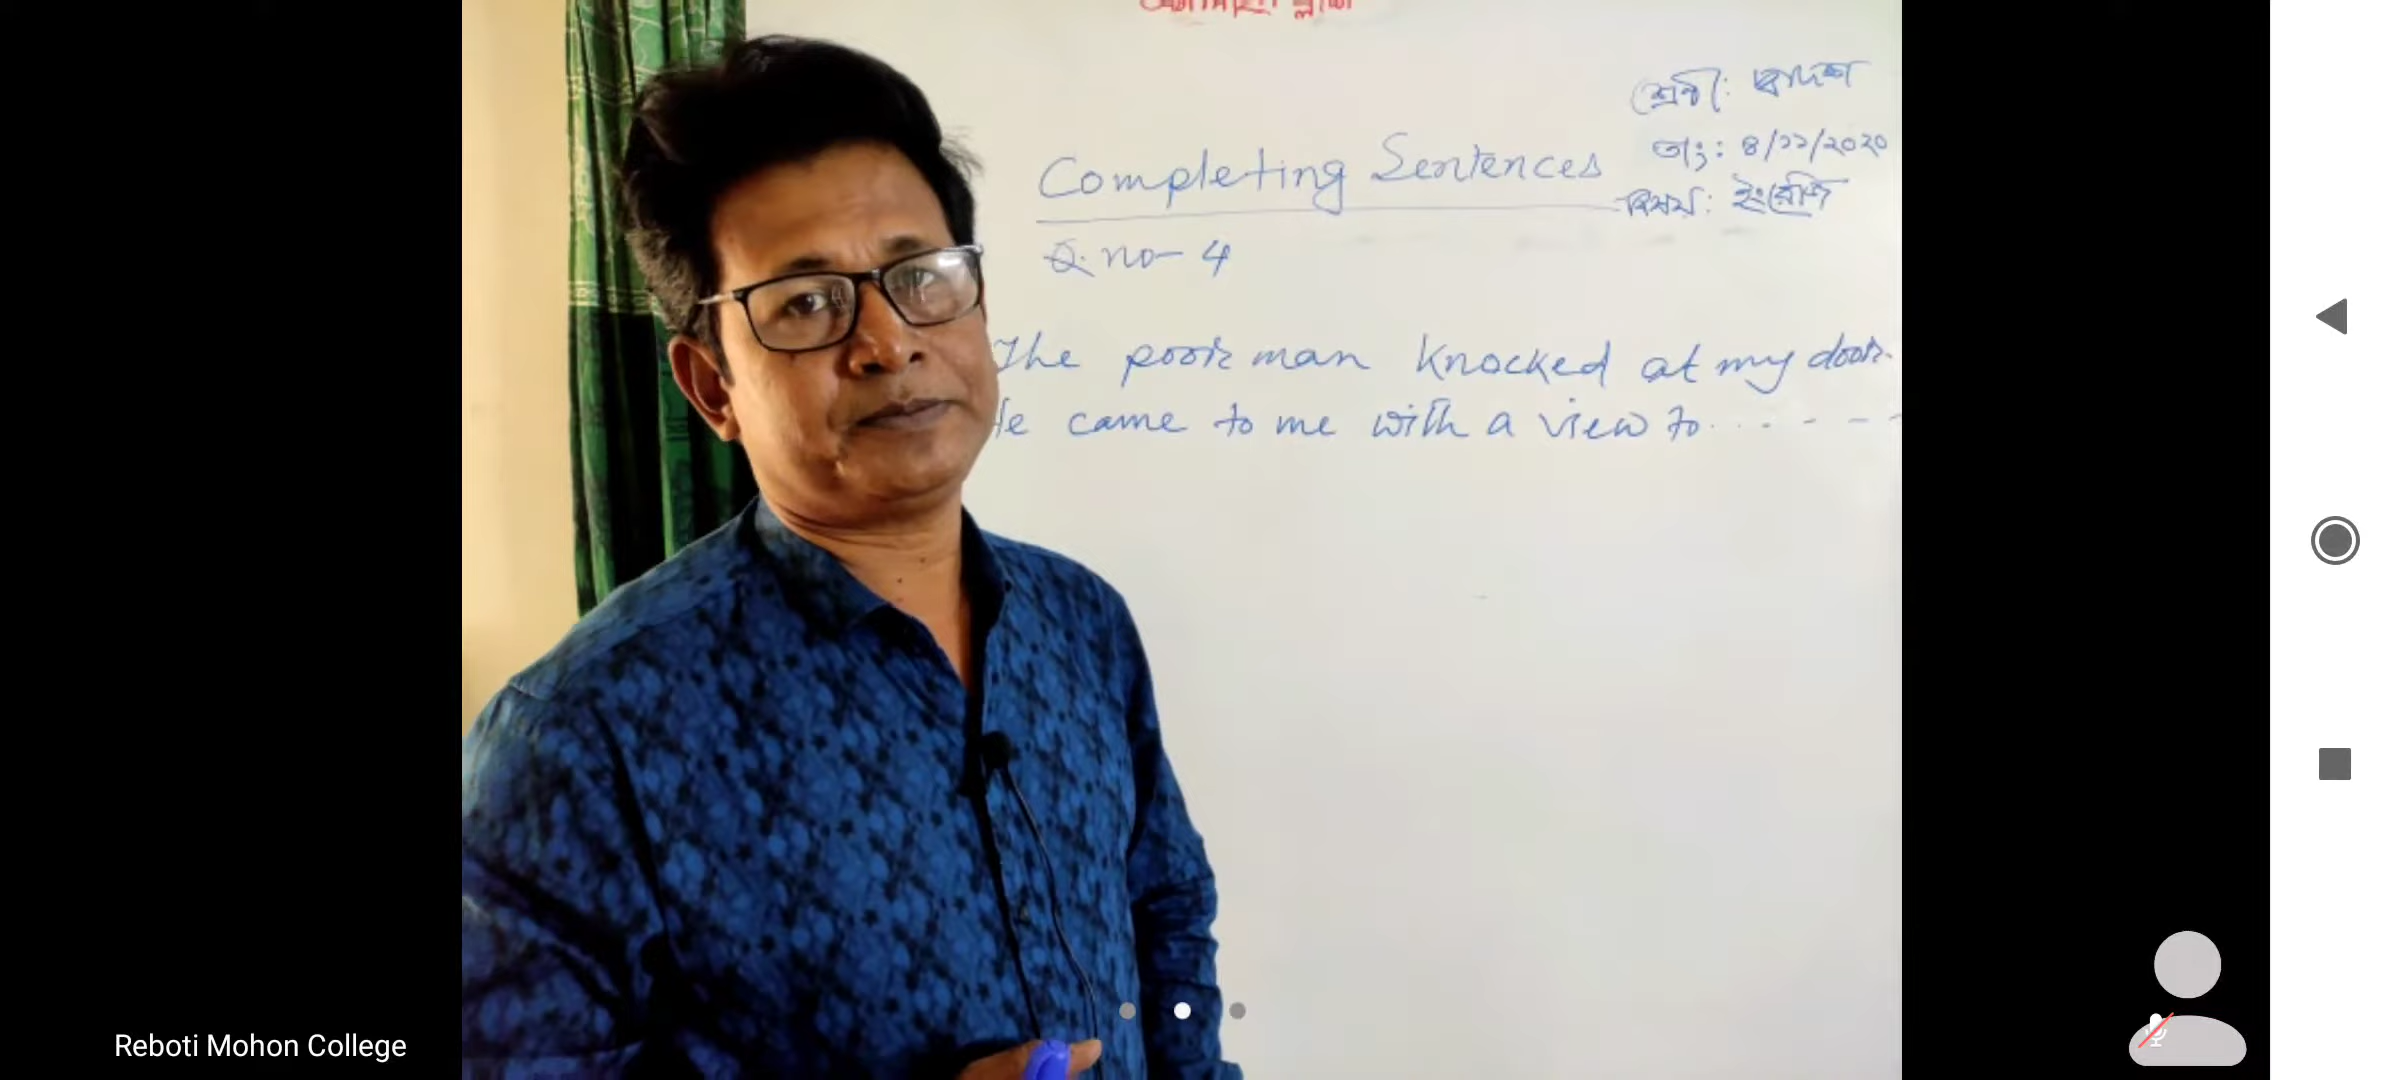 শ্রেণী: দ্বাদশ
তাং: ৪/১১/২০২০
বিষয়: ইংরেজি
Completing Sentences
Q. no- 4
The poor man knocked at my door.
He came to me with a view to .....---
Reboti Mohon College